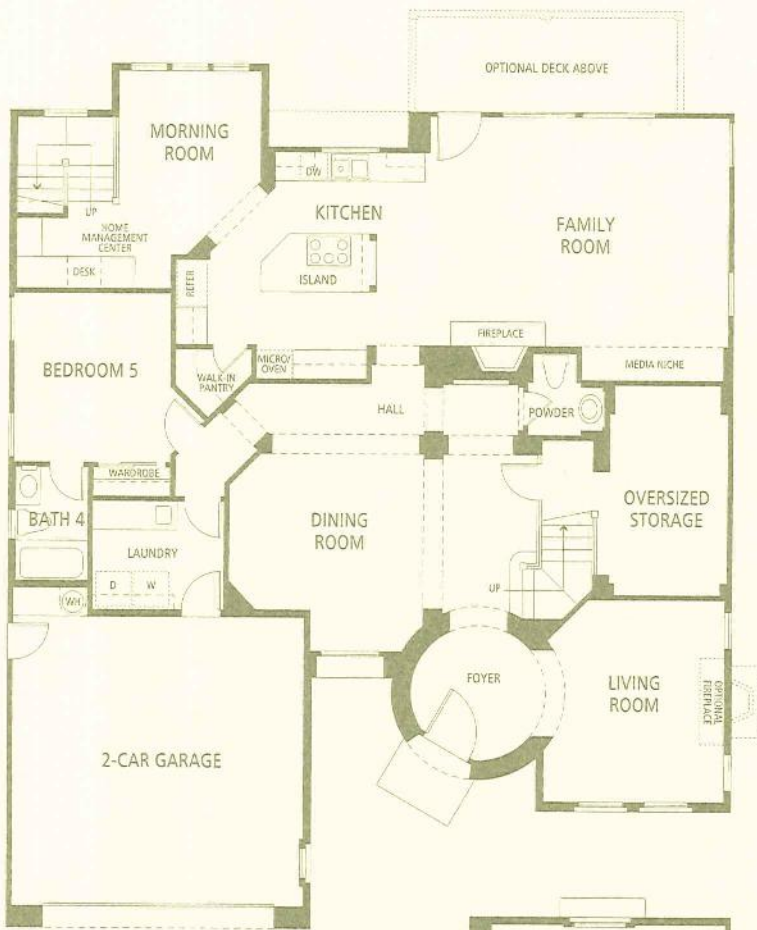 OPTIONAL DECK ABOVE
MORNING
ROOM
DW
KITCHEN
FAMILY
ROOM
UP
HOME
MANAGEMENT
CENTER
DESK
REFER
ISLAND
FIREPLACE
MEDIA NICHE
BEDROOM 5
WALK-IN
PANTRY
MICRO/
OVEN
HALL
POWDER
WARDROBE
OVERSIZED
STORAGE
BATH 4
DINING
ROOM
LAUNDRY
D
W
UP
WH
FOYER
LIVING
ROOM
OPTIONAL
FIREPLACE
2-CAR GARAGE